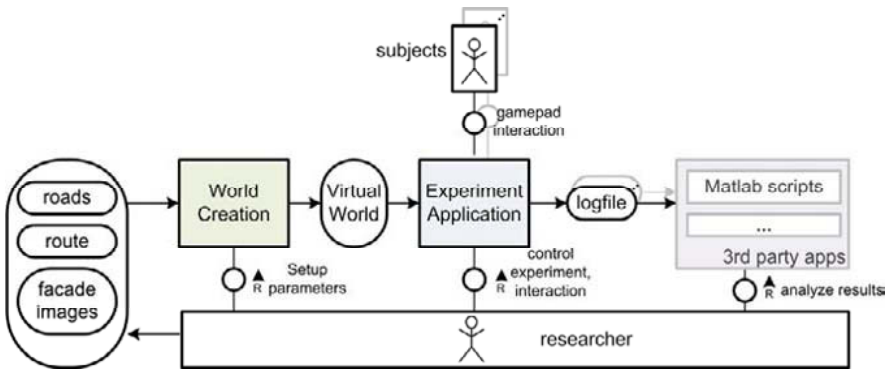 subjects
gamepad
interaction
roads
route
facade
images
World
Creation
Virtual
World
Experiment
Application
logfile
Matlab scripts
...
3rd party apps
R
Setup
parameters
R
control
experiment,
interaction
R
analyze results
researcher